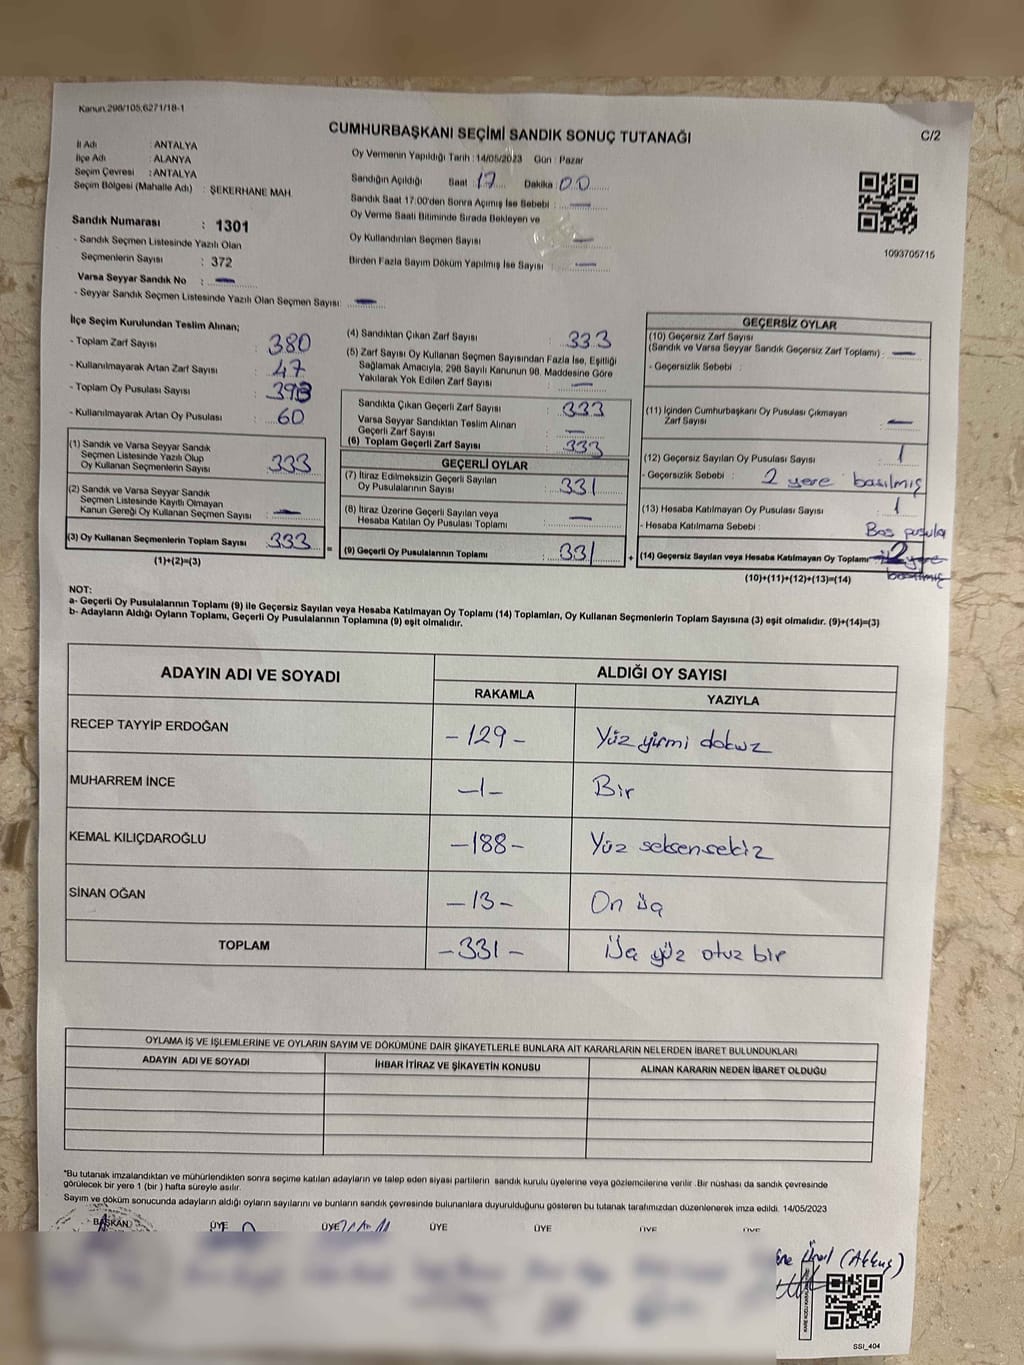 Kanun.298/105,6271/18-1
CUMHURBAŞKANI SEÇİMİ SANDIK SONUÇ TUTANAĞI
C/2
İl Adı : ANTALYA
İlçe Adı : ALANYA
Seçim Çevresi : ANTALYA
Seçim Bölgesi (Mahalle Adı) : ŞEKERHANE MAH.
Sandık Numarası : 1301
- Sandık Seçmen Listesinde Yazılı Olan
Seçmenlerin Sayısı : 372
Varsa Seyyar Sandık No : —
- Seyyar Sandık Seçmen Listesinde Yazılı Olan Seçmen Sayısı: —
Oy Vermenin Yapıldığı Tarih : 14/05/2023 Gün : Pazar
Sandığın Açıldığı Saat 17 Dakika 00
Sandık Saat 17:00'den Sonra Açımış İse Sebebi : —
Oy Verme Saati Bitiminde Sırada Bekleyen ve
Oy Kullandırılan Seçmen Sayısı —
Birden Fazla Sayım Döküm Yapılmış İse Sayısı : —
1093705715
İlçe Seçim Kurulundan Teslim Alınan;
- Toplam Zarf Sayısı : 380
- Kullanılmayarak Artan Zarf Sayısı : 47
- Toplam Oy Pusulası Sayısı : 393
- Kullanılmayarak Artan Oy Pusulası : 60
(1) Sandık ve Varsa Seyyar Sandık
Seçmen Listesinde Yazılı Olup
Oy Kullanan Seçmenlerin Sayısı : 333
(2) Sandık ve Varsa Seyyar Sandık
Seçmen Listesinde Kayıtlı Olmayan
Kanun Gereği Oy Kullanan Seçmen Sayısı : —
(3) Oy Kullanan Seçmenlerin Toplam Sayısı : 333
(1)+(2)=(3)
(4) Sandıktan Çıkan Zarf Sayısı : 333
(5) Zarf Sayısı Oy Kullanan Seçmen Sayısından Fazla İse, Eşitliği
Sağlamak Amacıyla; 298 Sayılı Kanunun 98. Maddesine Göre
Yakılarak Yok Edilen Zarf Sayısı : —
Sandıkta Çıkan Geçerli Zarf Sayısı : 333
Varsa Seyyar Sandıktan Teslim Alınan
Geçerli Zarf Sayısı : —
(6) Toplam Geçerli Zarf Sayısı : 333
GEÇERLİ OYLAR
(7) İtiraz Edilmeksizin Geçerli Sayılan
Oy Pusulalarının Sayısı : 331
(8) İtiraz Üzerine Geçerli Sayılan veya
Hesaba Katılan Oy Pusulası Toplamı : —
= (9) Geçerli Oy Pusulalarının Toplamı : 331
GEÇERSİZ OYLAR
(10) Geçersiz Zarf Sayısı
(Sandık ve Varsa Seyyar Sandık Geçersiz Zarf Toplamı) : —
- Geçersizlik Sebebi :
(11) İçinden Cumhurbaşkanı Oy Pusulası Çıkmayan
Zarf Sayısı : —
(12) Geçersiz Sayılan Oy Pusulası Sayısı : 1
- Geçersizlik Sebebi : 2 yere basılmış
(13) Hesaba Katılmayan Oy Pusulası Sayısı : 1
- Hesaba Katılmama Sebebi : Boş pusula
+ (14) Geçersiz Sayılan veya Hesaba Katılmayan Oy Toplamı : 2 yere
basılmış
(10)+(11)+(12)+(13)=(14)
NOT:
a- Geçerli Oy Pusulalarının Toplamı (9) ile Geçersiz Sayılan veya Hesaba Katılmayan Oy Toplamı (14) Toplamları, Oy Kullanan Seçmenlerin Toplam Sayısına (3) eşit olmalıdır. (9)+(14)=(3)
b- Adayların Aldığı Oyların Toplamı, Geçerli Oy Pusulalarının Toplamına (9) eşit olmalıdır.
ADAYIN ADI VE SOYADI
ALDIĞI OY SAYISI
RAKAMLA YAZIYLA
RECEP TAYYİP ERDOĞAN -129- Yüz yirmi dokuz
MUHARREM İNCE -1- Bir
KEMAL KILIÇDAROĞLU -188- Yüz seksensekiz
SİNAN OĞAN -13- On üç
TOPLAM -331- Üç yüz otuz bir
OYLAMA İŞ VE İŞLEMLERİNE VE OYLARIN SAYIM VE DÖKÜMÜNE DAİR ŞİKAYETLERLE BUNLARA AİT KARARLARIN NELERDEN İBARET BULUNDUKLARI
ADAYIN ADI VE SOYADI İHBAR İTİRAZ VE ŞİKAYETİN KONUSU ALINAN KARARIN NEDEN İBARET OLDUĞU
"Bu tutanak imzalandıktan ve mühürlendikten sonra seçime katılan adayların ve talep eden siyasi partilerin sandık kurulu üyelerine veya gözlemcilerine verilir. Bir nüshası da sandık çevresinde
görülecek bir yere 1 (bir) hafta süreyle asılır.
Sayım ve döküm sonucunda adayların aldığı oyların sayılarını ve bunların sandık çevresinde bulunanlara duyurulduğunu gösteren bu tutanak tarafımızdan düzenlenerek imza edildi. 14/05/2023
BAŞKAN ÜYE ÜYE ÜYE ÜYE ÜYE ÜYE
SSI_404